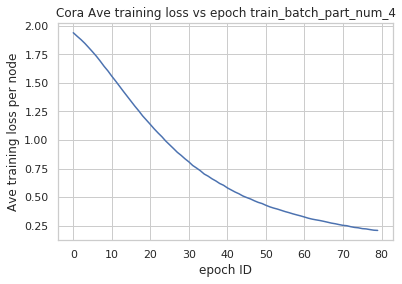 Cora Ave training loss vs epoch train_batch_part_num_4
2.00
1.75
1.50
1.25
1.00
0.75
0.50
0.25
Ave training loss per node
0 10 20 30 40 50 60 70 80
epoch ID